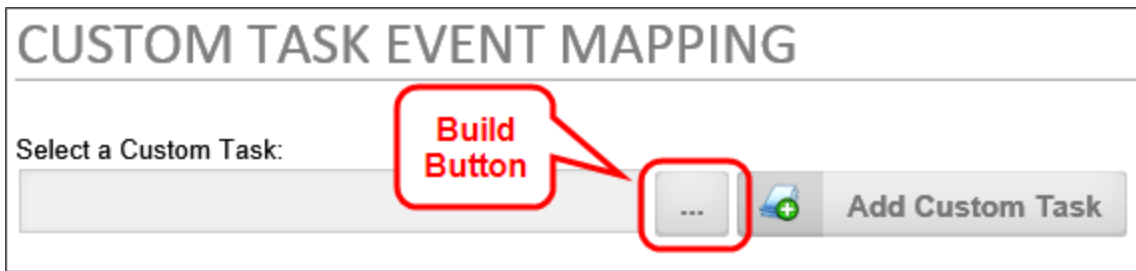 CUSTOM TASK EVENT MAPPING
Build
Button
Select a Custom Task:
... Add Custom Task